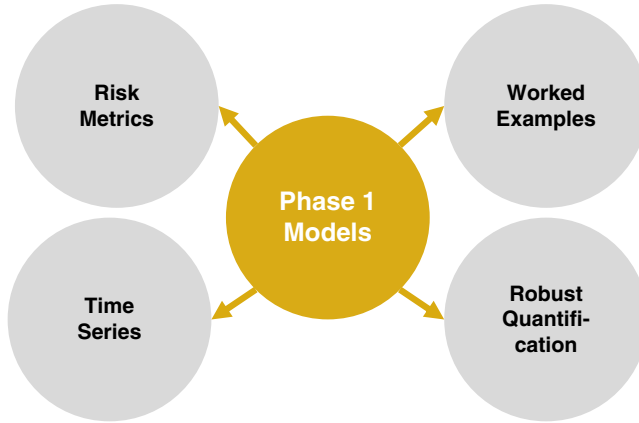 Risk
Metrics
Worked
Examples
Phase 1
Models
Time
Series
Robust
Quantifi-
cation